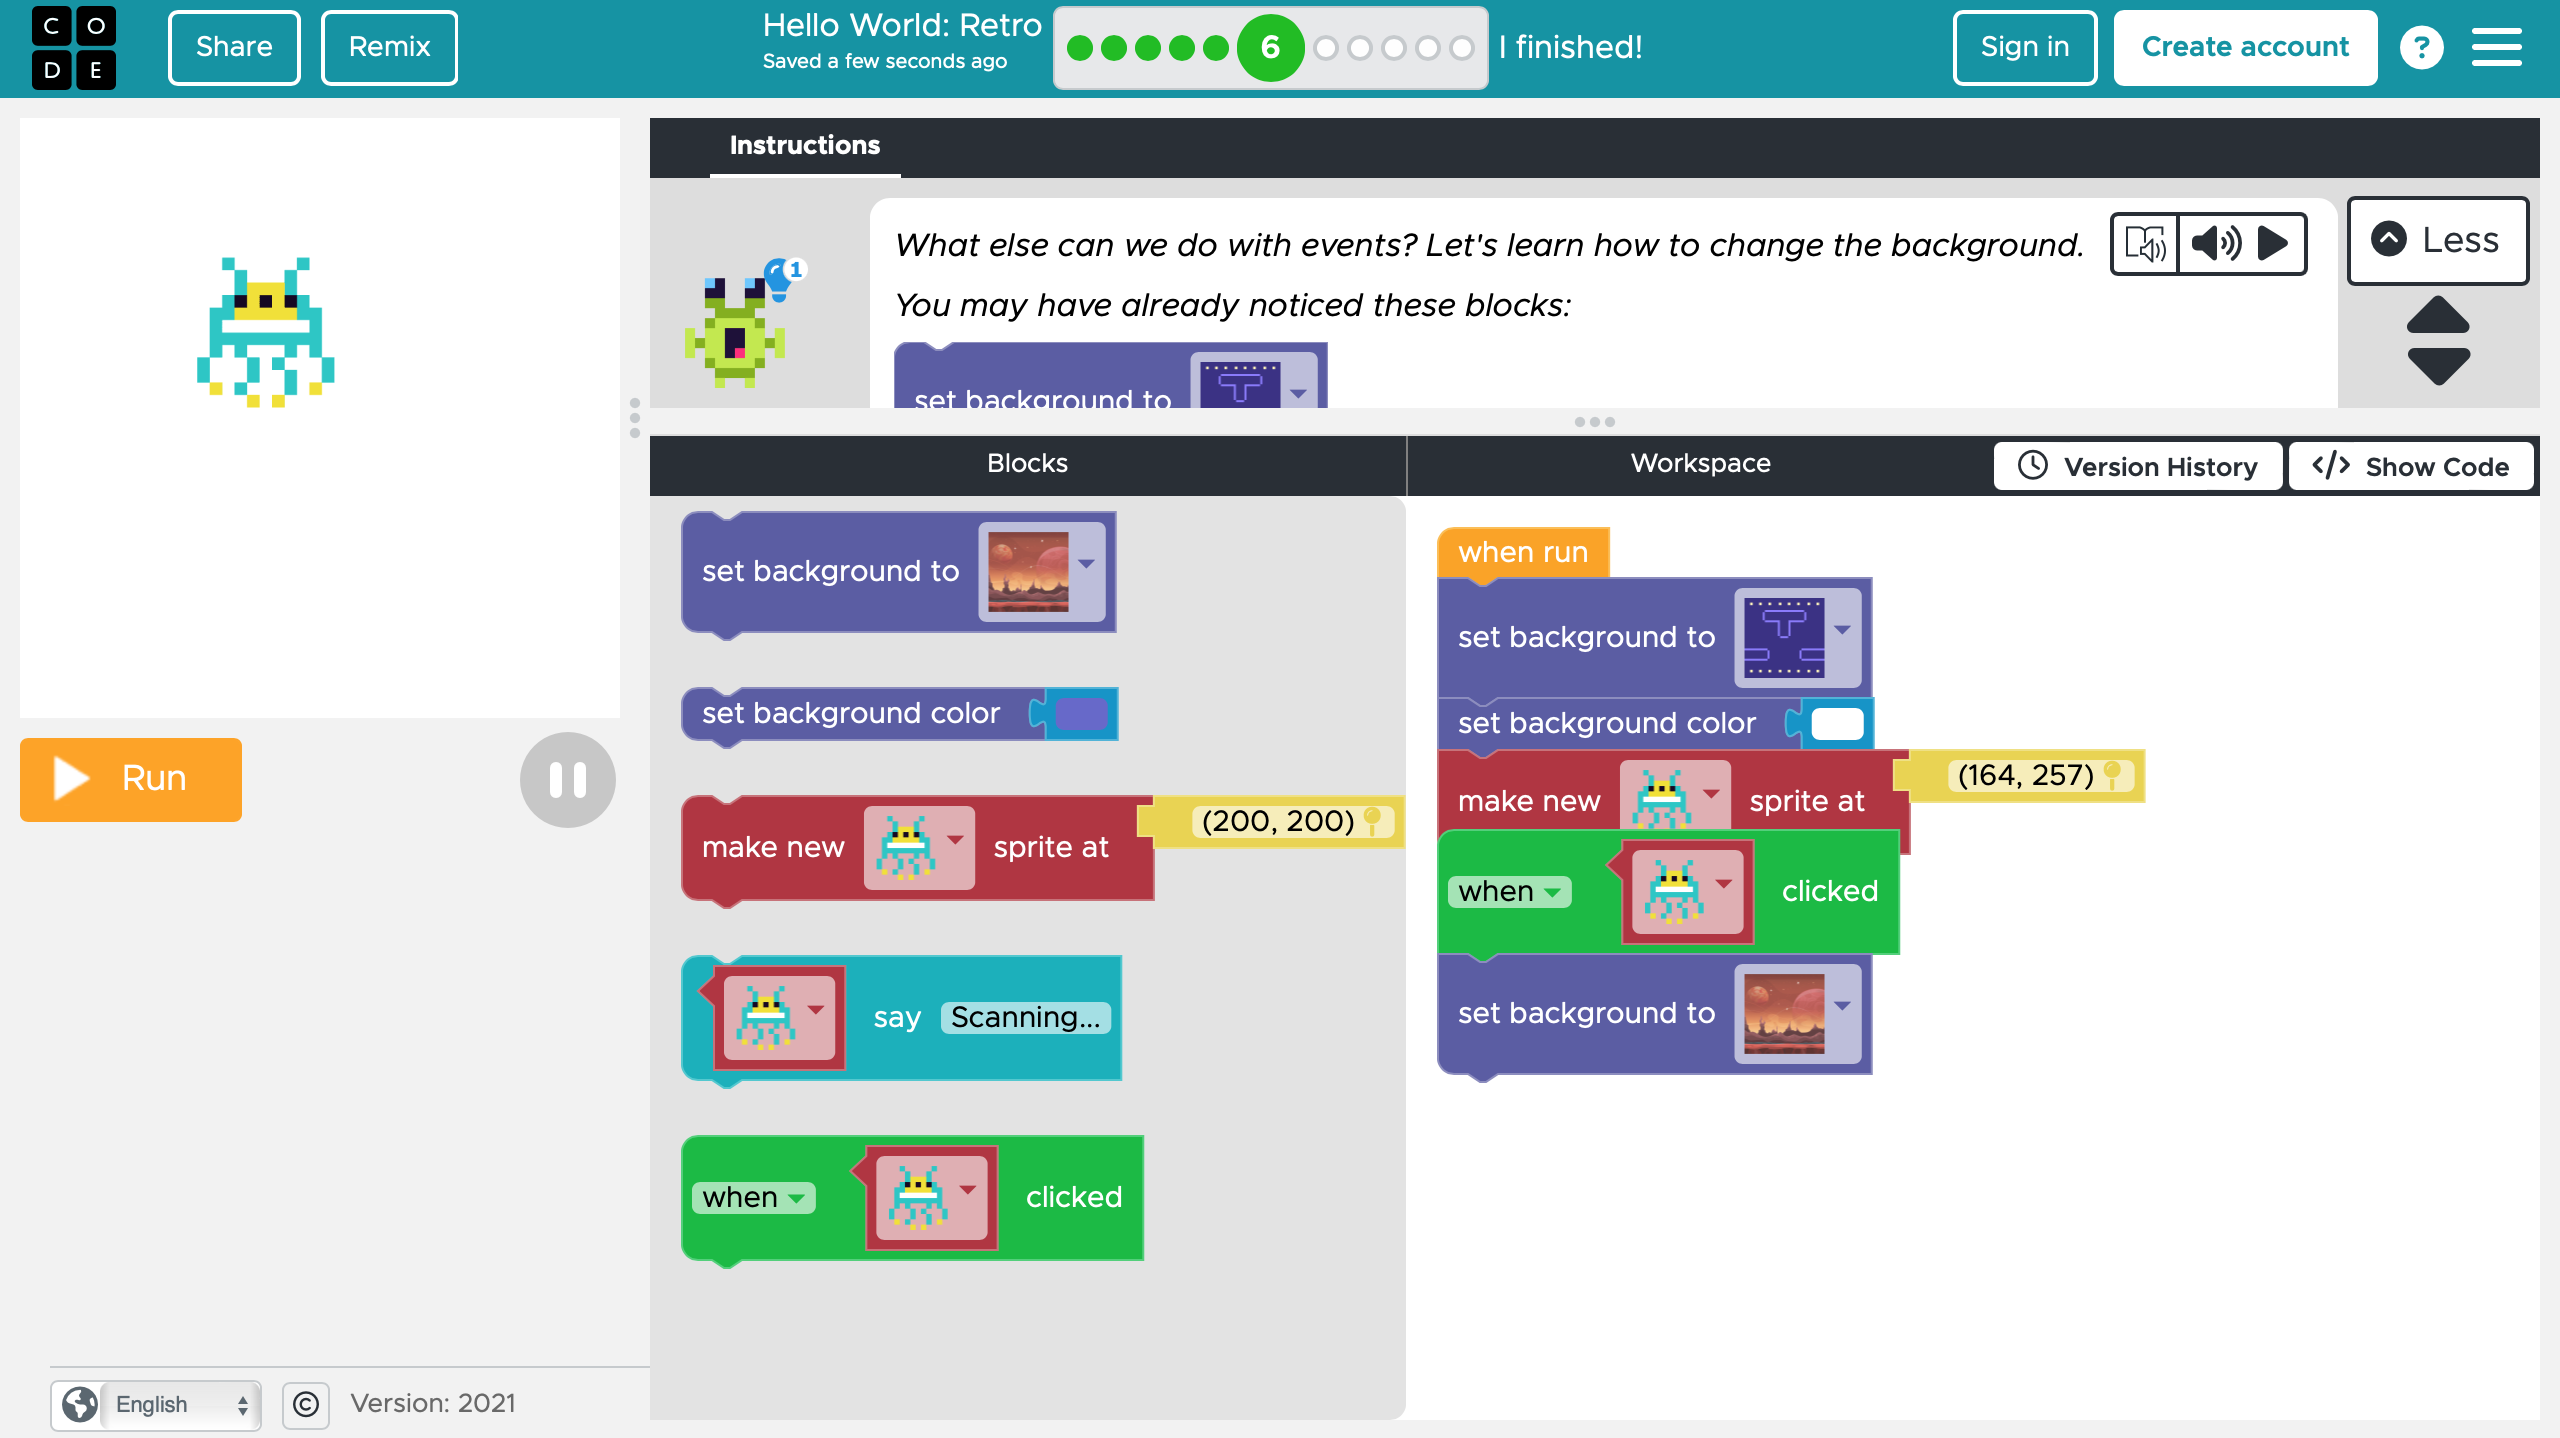 C O
D E
Share
Remix
Hello World: Retro
Saved a few seconds ago
6
I finished!
Sign in
Create account
?
Instructions
1
What else can we do with events? Let's learn how to change the background.
You may have already noticed these blocks:
set background to
Less
Blocks
Workspace
Version History
</> Show Code
set background to
set background color
make new sprite at (200, 200)
say Scanning...
when clicked
when run
set background to
set background color
make new sprite at (164, 257)
when clicked
set background to
Run
English
©
Version: 2021